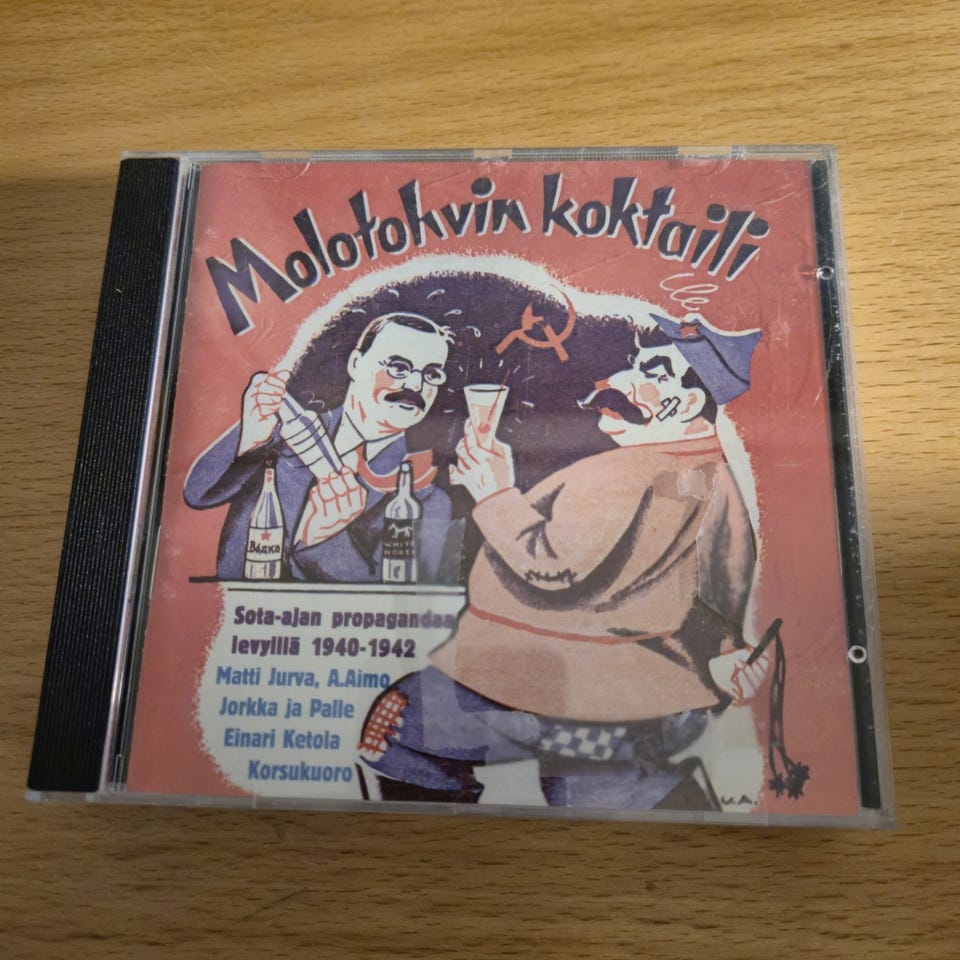 Molotohvin koktaili
Вáдко
WHITE
HORSE
Sota-ajan propagandaa
levyillä 1940-1942
Matti Jurva, A.Aimo
Jorkka ja Palle
Einari Ketola
Korsukuoro
U.A.